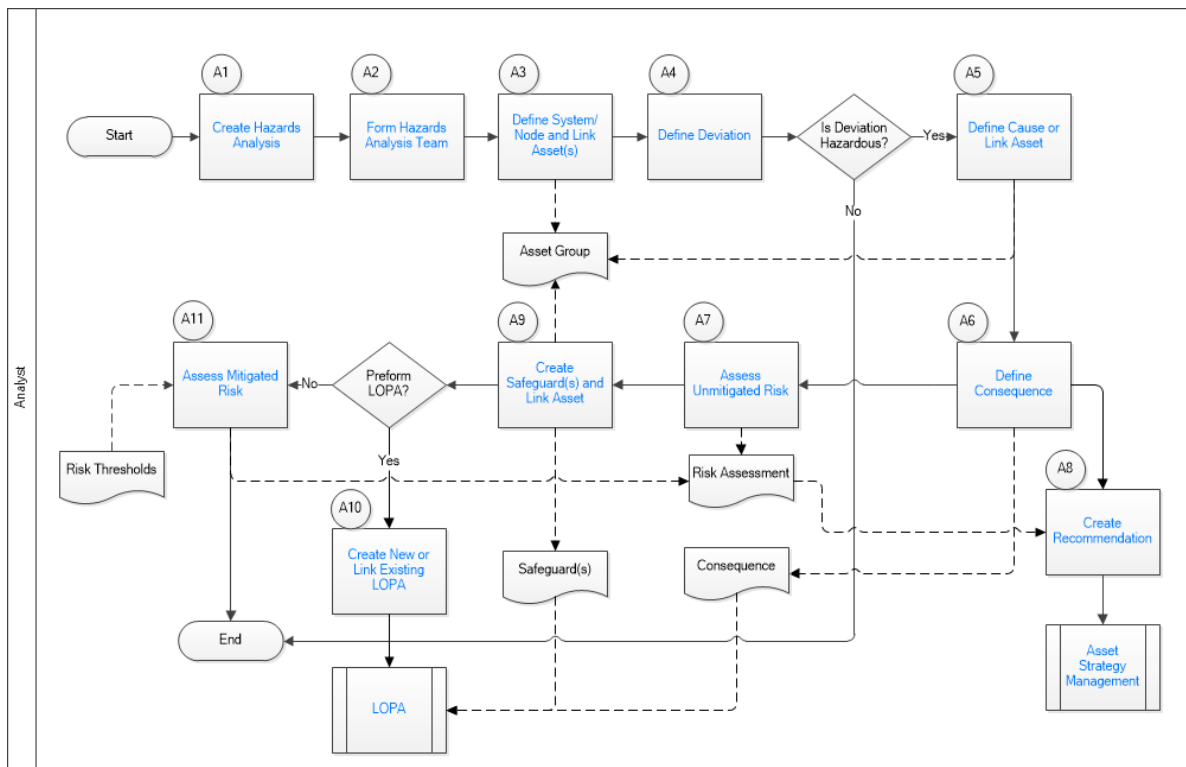 A1
A2
A3
A4
A5
Start
Create Hazards
Analysis
Form Hazards
Analysis Team
Define System/
Node and Link
Asset(s)
Define Deviation
Is Deviation
Hazardous?
Yes
Define Cause or
Link Asset
No
Asset Group
A11
A9
A7
A6
Assess Mitigated
Risk
No
Preform
LOPA?
Create
Safeguard(s) and
Link Asset
Assess
Unmitigated Risk
Define
Consequence
Analyst
Yes
Risk Thresholds
Risk Assessment
A8
A10
Create
Recommendation
Create New or
Link Existing
LOPA
Safeguard(s)
Consequence
End
Asset
Strategy
Management
LOPA